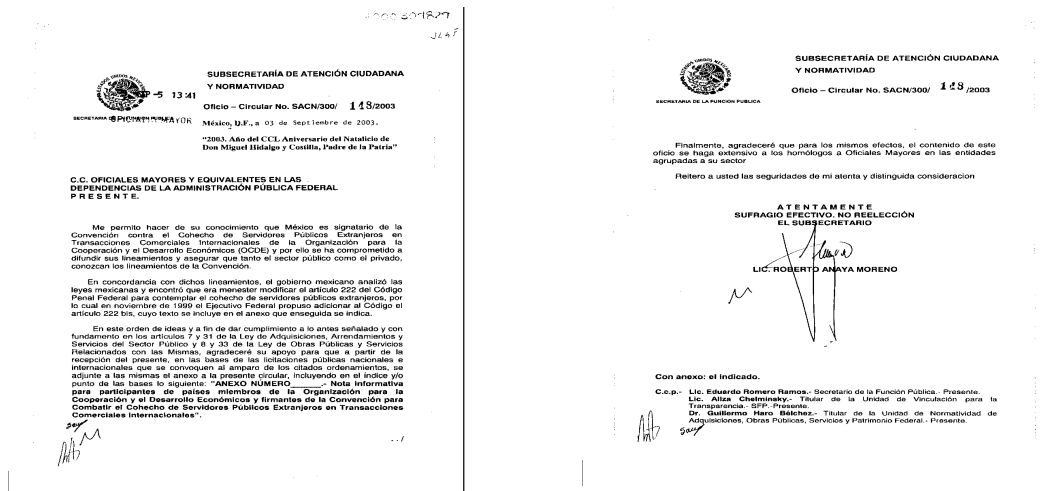 SUBSECRETARÍA DE ATENCIÓN CIUDADANA
Y NORMATIVIDAD
13:41
Oficio – Circular No. SACN/300/ 148/2003
México, D.F., a 03 de Septiembre de 2003.
"2003. Año del CCL Aniversario del Natalicio de
Don Miguel Hidalgo y Costilla, Padre de la Patria"
C.C. OFICIALES MAYORES Y EQUIVALENTES EN LAS
DEPENDENCIAS DE LA ADMINISTRACIÓN PÚBLICA FEDERAL
P R E S E N T E.
Me permito hacer de su conocimiento que México es signatario de la
Convención contra el Cohecho de Servidores Públicos Extranjeros en
Transacciones Comerciales Internacionales de la Organización para la
Cooperación y el Desarrollo Económicos (OCDE) y por ello se ha comprometido a
difundir sus lineamientos y asegurar que tanto el sector público como el privado,
conozcan los lineamientos de la Convención.
En concordancia con dichos lineamientos, el gobierno mexicano analizó las
leyes mexicanas y encontró que era menester modificar el artículo 222 del Código
Penal Federal para contemplar el cohecho de servidores públicos extranjeros, por
lo cual en noviembre de 1999 el Ejecutivo Federal propuso adicionar al Código el
artículo 222 bis, cuyo texto se incluye en el anexo que enseguida se indica.
En este orden de ideas y a fin de dar cumplimiento a lo antes señalado y con
fundamento en los artículos 7 y 31 de la Ley de Adquisiciones, Arrendamientos y
Servicios del Sector Público y 8 y 33 de la Ley de Obras Públicas y Servicios
Relacionados con las Mismas, agradeceré su apoyo para que a partir de la
recepción del presente, en las bases de las licitaciones públicas nacionales e
internacionales que se convoquen al amparo de los citados ordenamientos, se
adjunte a las mismas el anexo a la presente circular, incluyendo en el índice y/o
punto de las bases lo siguiente: "ANEXO NÚMERO______.- Nota informativa
para participantes de países miembros de la Organización para la
Cooperación y el Desarrollo Económicos y firmantes de la Convención para
Combatir el Cohecho de Servidores Públicos Extranjeros en Transacciones
Comerciales Internacionales".
../
SUBSECRETARÍA DE ATENCIÓN CIUDADANA
Y NORMATIVIDAD
Oficio – Circular No. SACN/300/ 148 /2003
SECRETARIA DE LA FUNCION PUBLICA
Finalmente, agradeceré que para los mismos efectos, el contenido de este
oficio se haga extensivo a los homólogos a Oficiales Mayores en las entidades
agrupadas a su sector
Reitero a usted las seguridades de mi atenta y distinguida consideracion
A T E N T A M E N T E
SUFRAGIO EFECTIVO. NO REELECCIÓN
EL SUBSECRETARIO
LIC. ROBERTO ANAYA MORENO
Con anexo: el indicado.
C.c.p.- Lic. Eduardo Romero Ramos.- Secretario de la Función Pública.- Presente.
Lic. Aliza Chelminsky.- Titular de la Unidad de Vinculación para la
Transparencia.- SFP.-Presente.
Dr. Guillermo Haro Bélchez.- Titular de la Unidad de Normatividad de
Adquisiciones, Obras Públicas, Servicios y Patrimonio Federal.- Presente.